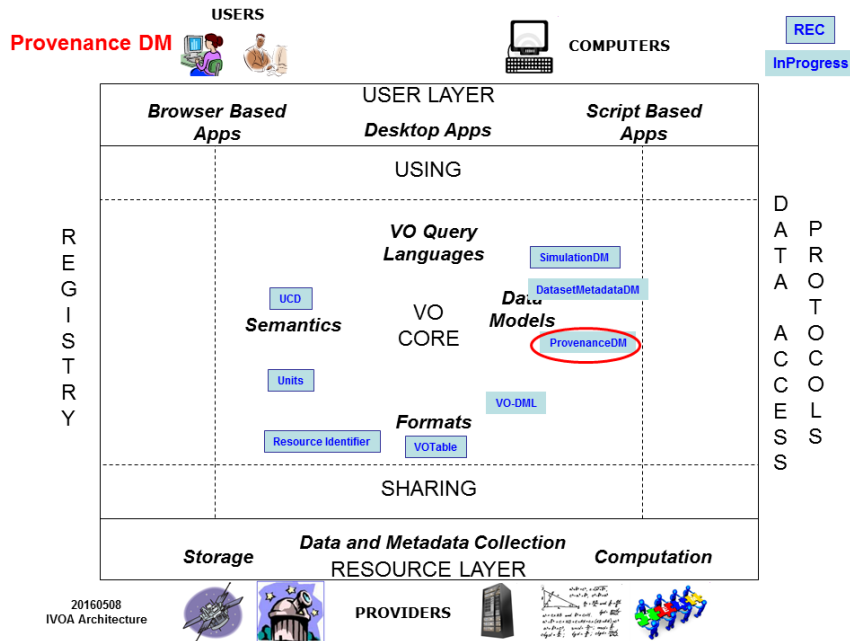 USERS
Provenance DM
COMPUTERS
REC
InProgress
USER LAYER
Browser Based
Apps
Desktop Apps
Script Based
Apps
USING
REGISTRY
VO Query
Languages
SimulationDM
DatasetMetadataDM
UCD
Data
Models
Semantics
VO
CORE
ProvenanceDM
Units
VO-DML
Formats
Resource Identifier
VOTable
DATA ACCESS
PROTOCOLS
SHARING
Data and Metadata Collection
Storage
Computation
RESOURCE LAYER
20160508
IVOA Architecture
PROVIDERS